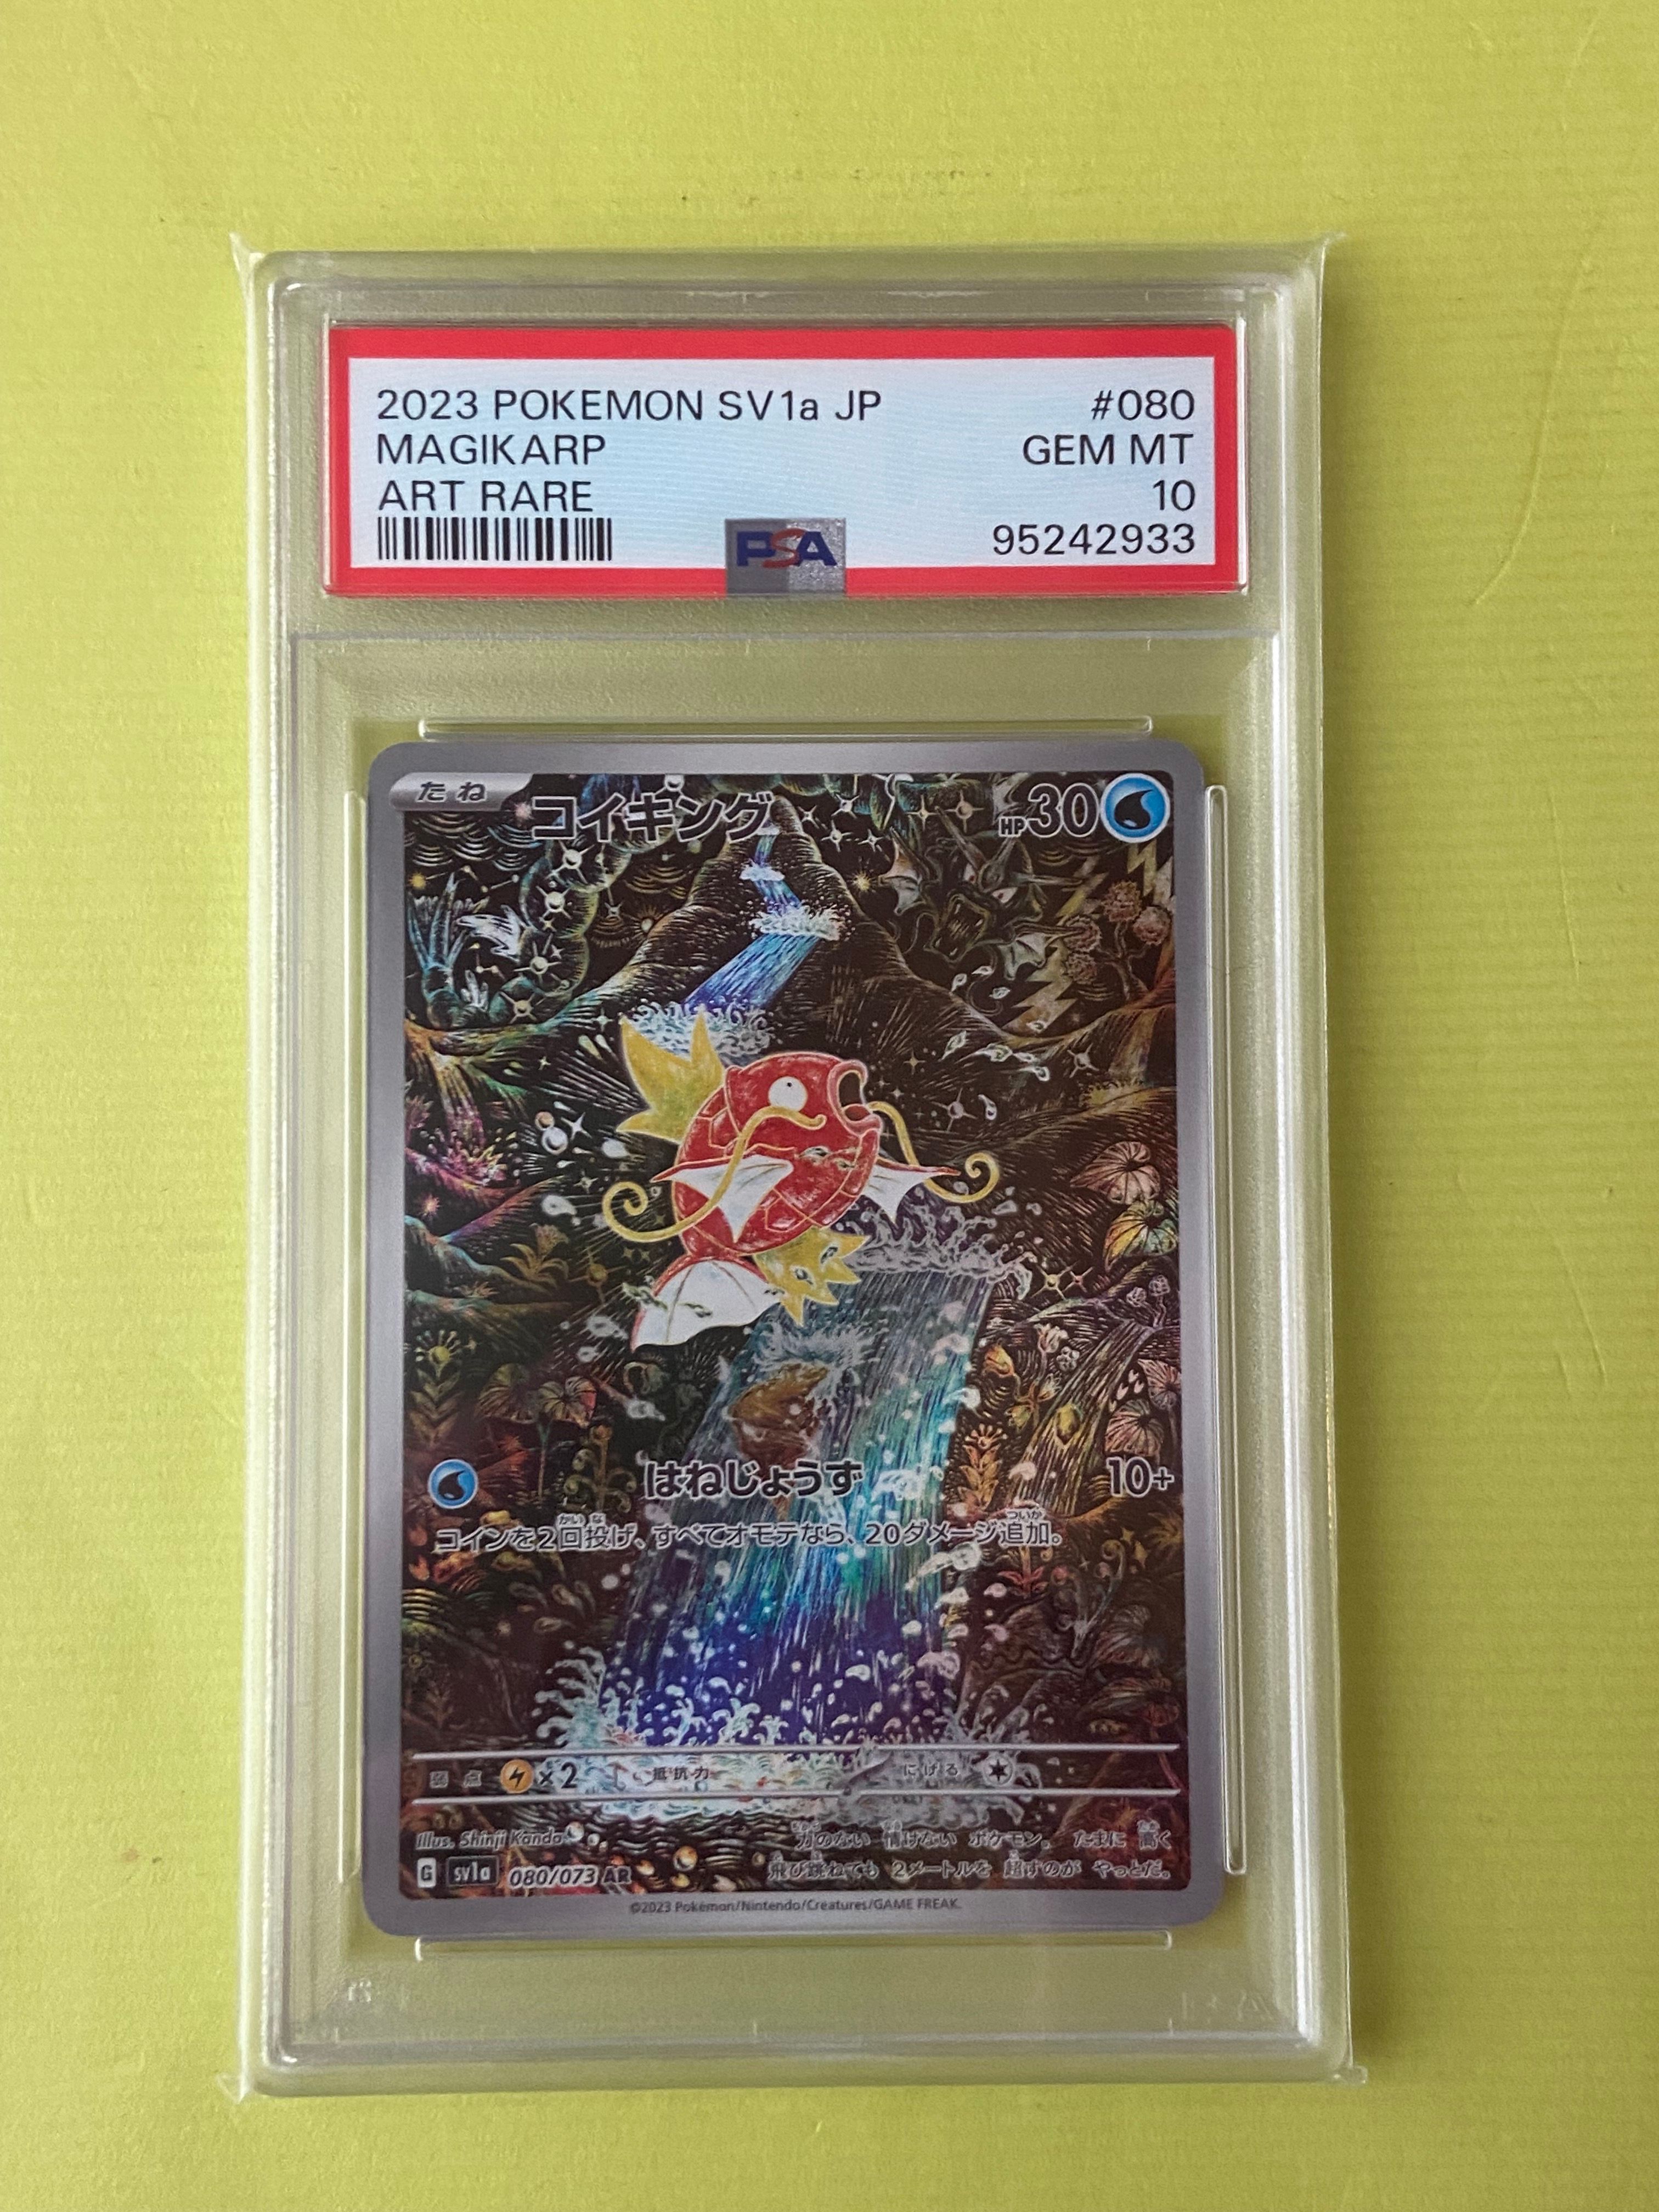 2023 POKEMON SV1a JP #080
MAGIKARP GEM MT
ART RARE 10
PSA 95242933
たね コイキング HP30
はねじょうず 10+
コインを2回投げ、すべてオモテなら、20ダメージ追加。
弱点 ×2 抵抗力 にげる
Illus. Shinji Kanda
力のない 情けない ポケモン。 たまに 高く
飛び跳ねても 2メートルを 超すのが やっとだ。
G sv1a 080/073 AR
©2023 Pokémon/Nintendo/Creatures/GAME FREAK.